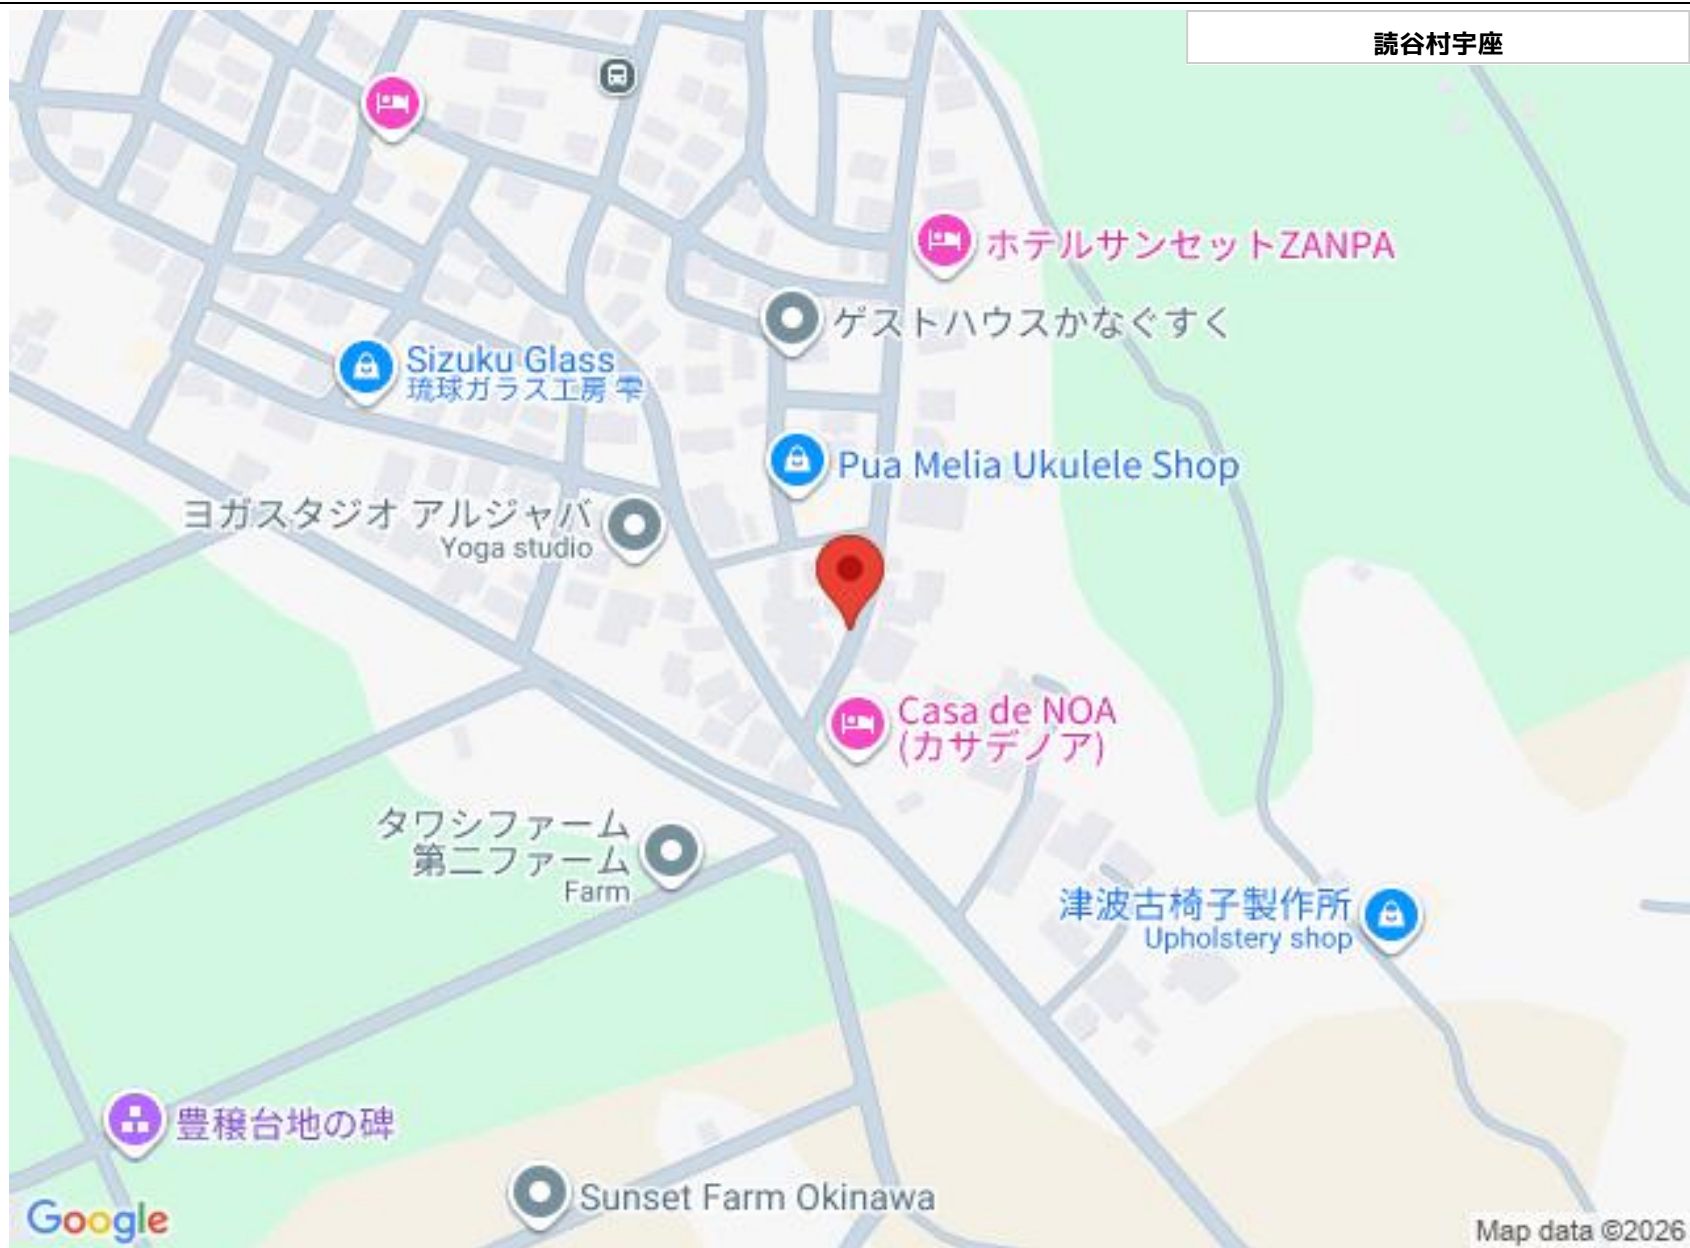 読谷村宇座
ホテルサンセットZANPA
ゲストハウスかなぐすく
Sizuku Glass
琉球ガラス工房 雫
Pua Melia Ukulele Shop
ヨガスタジオ アルジャバ
Yoga studio
Casa de NOA
(カサデノア)
タワシファーム
第二ファーム
Farm
津波古椅子製作所
Upholstery shop
豊穣台地の碑
Sunset Farm Okinawa
Google
Map data ©2026